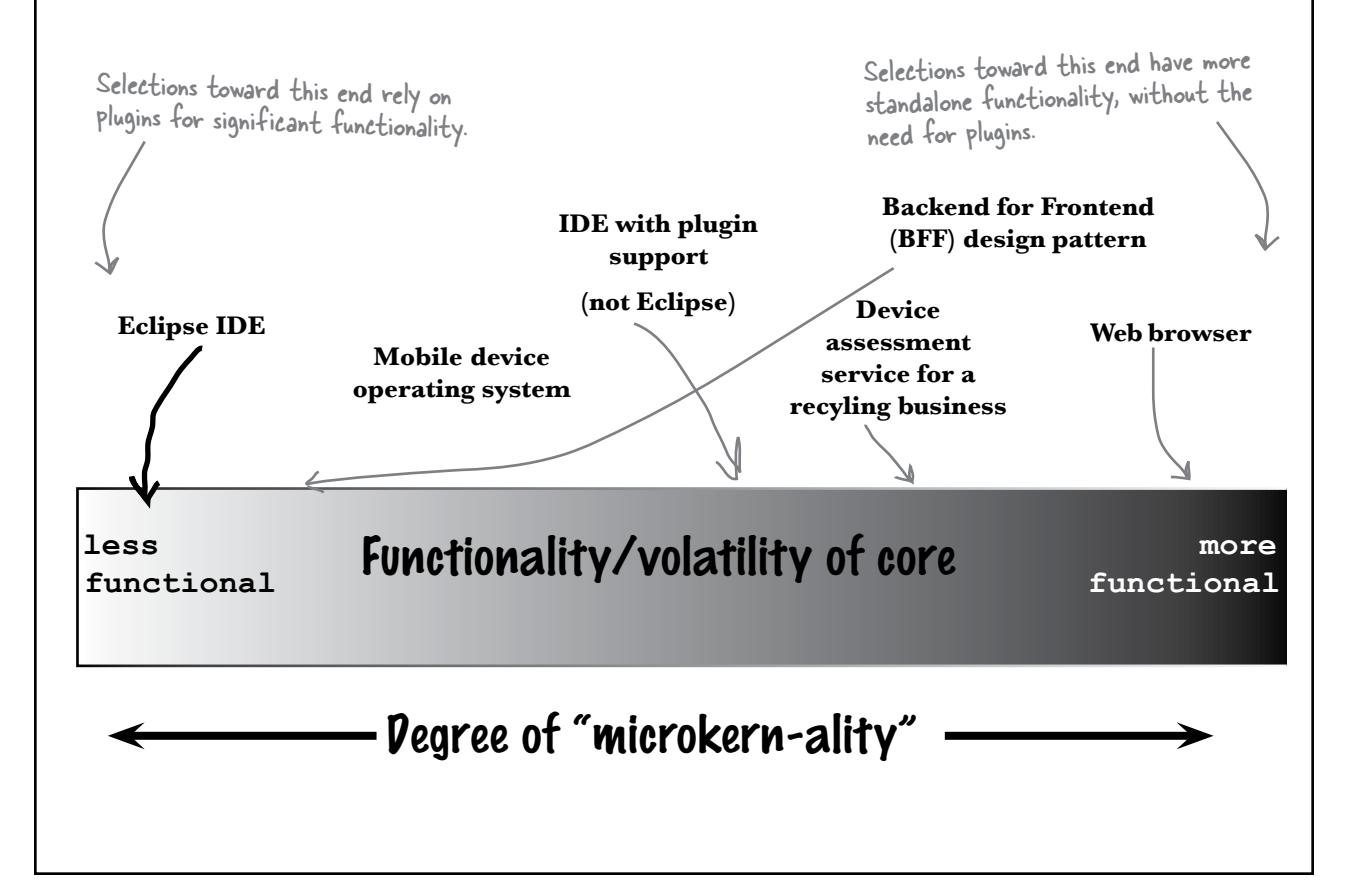 Selections toward this end rely on
plugins for significant functionality.
Selections toward this end have more
standalone functionality, without the
need for plugins.
Backend for Frontend
(BFF) design pattern
IDE with plugin
support
(not Eclipse)
Eclipse IDE
Mobile device
operating system
Device
assessment
service for a
recyling business
Web browser
less
functional
Functionality/volatility of core
more
functional
Degree of “microkern-ality”